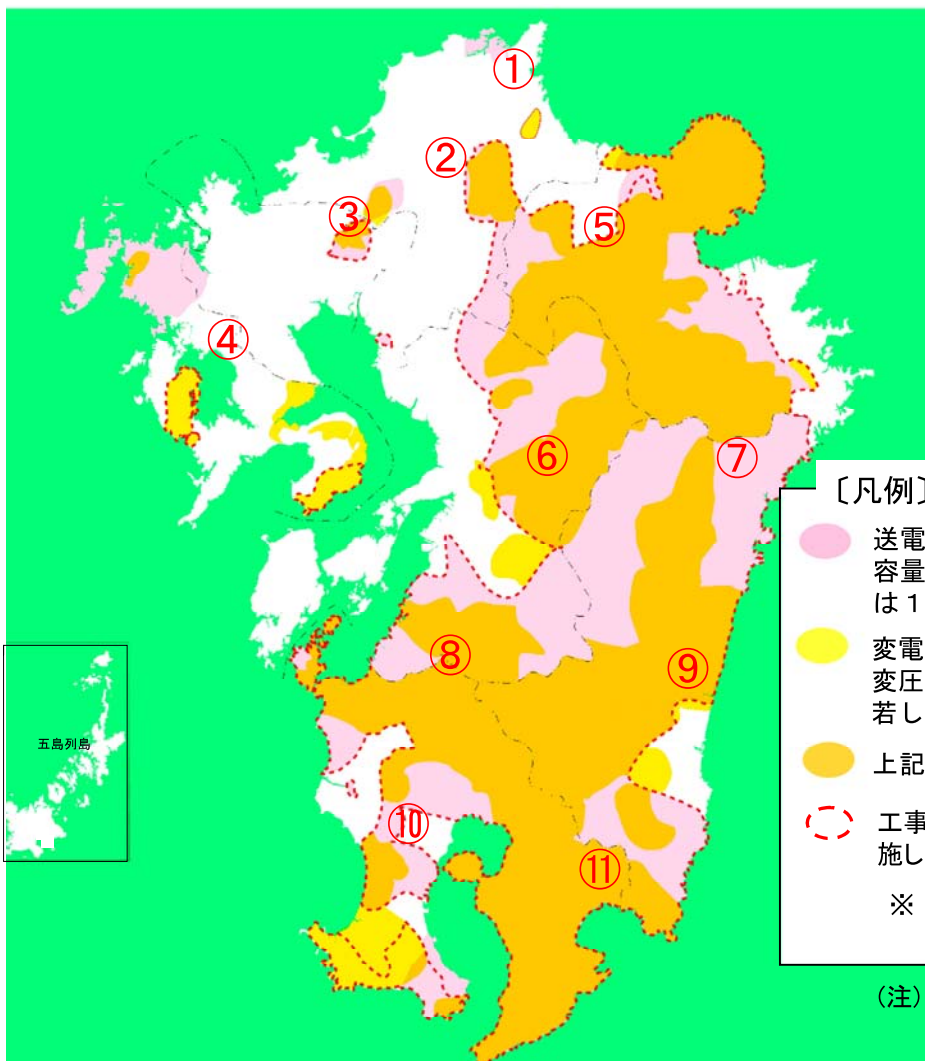 ①
②
③
⑤
④
⑥
⑦
〔凡例〕
送電
容量
は1
変電
変圧
若し
上記
工事
施し
※
(注)
⑧
⑨
五島列島
⑩
⑪